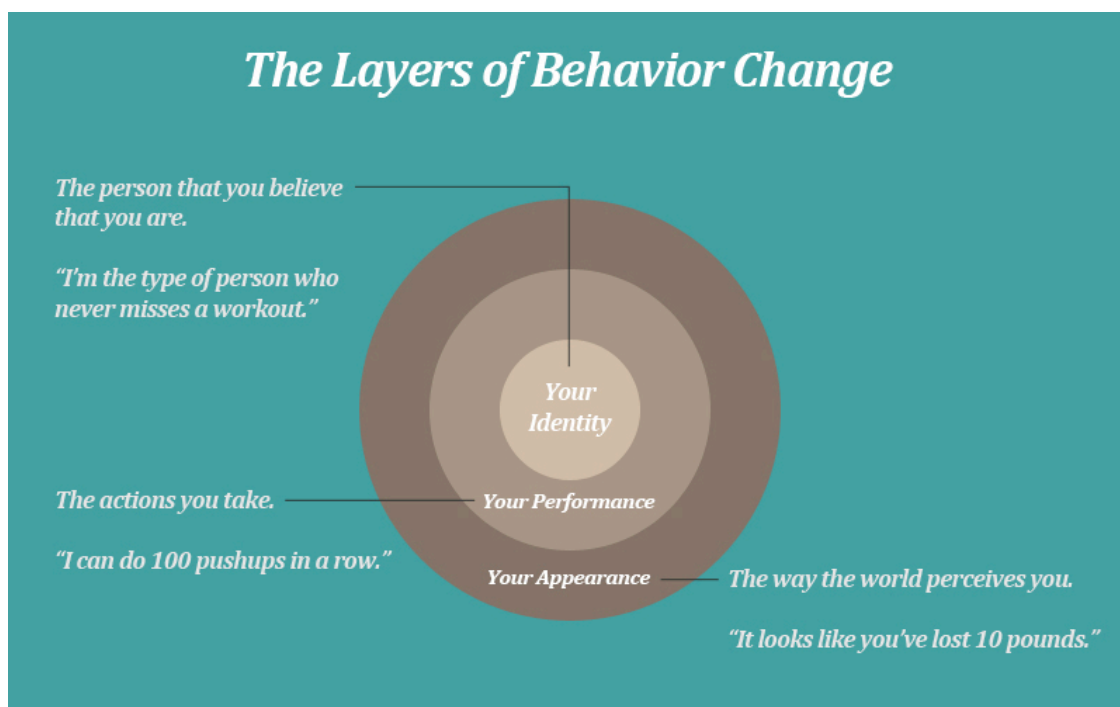 The Layers of Behavior Change
The person that you believe
that you are.
“I'm the type of person who
never misses a workout.”
Your
Identity
The actions you take.
Your Performance
“I can do 100 pushups in a row.”
Your Appearance
The way the world perceives you.
“It looks like you've lost 10 pounds.”